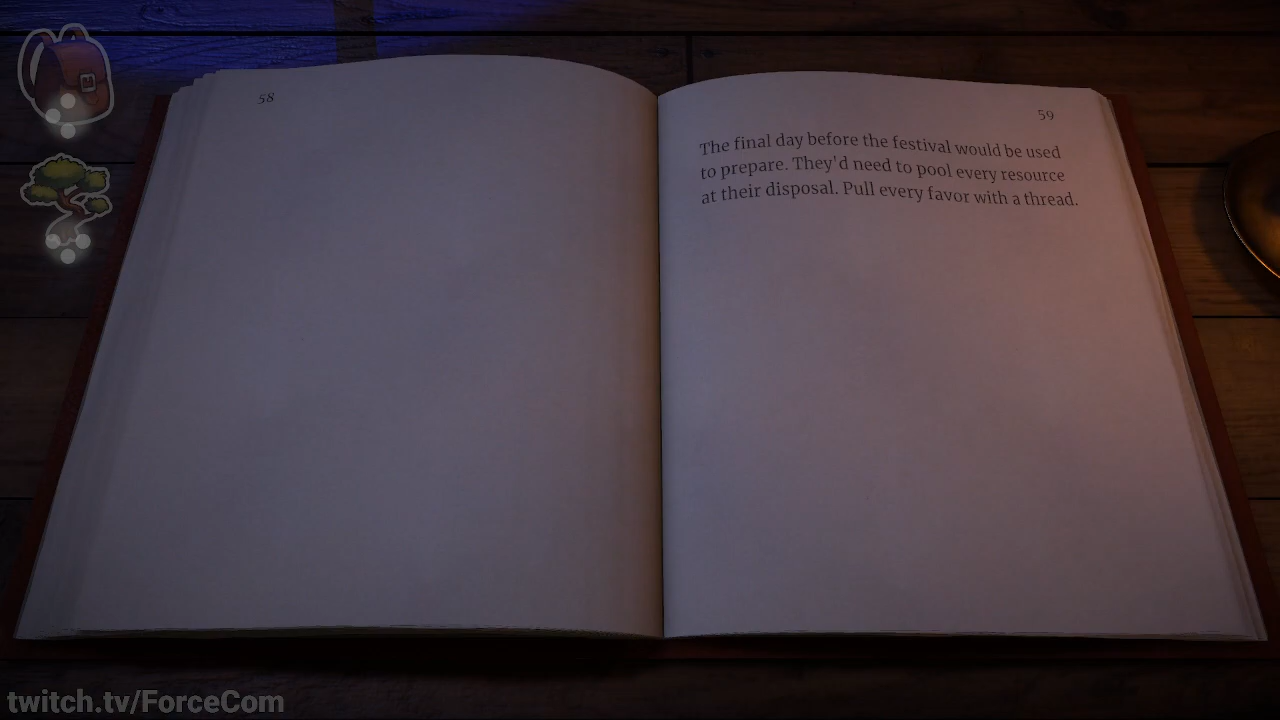 58
59
The final day before the festival would be used
to prepare. They'd need to pool every resource
at their disposal. Pull every favor with a thread.
twitch.tv/ForceCom